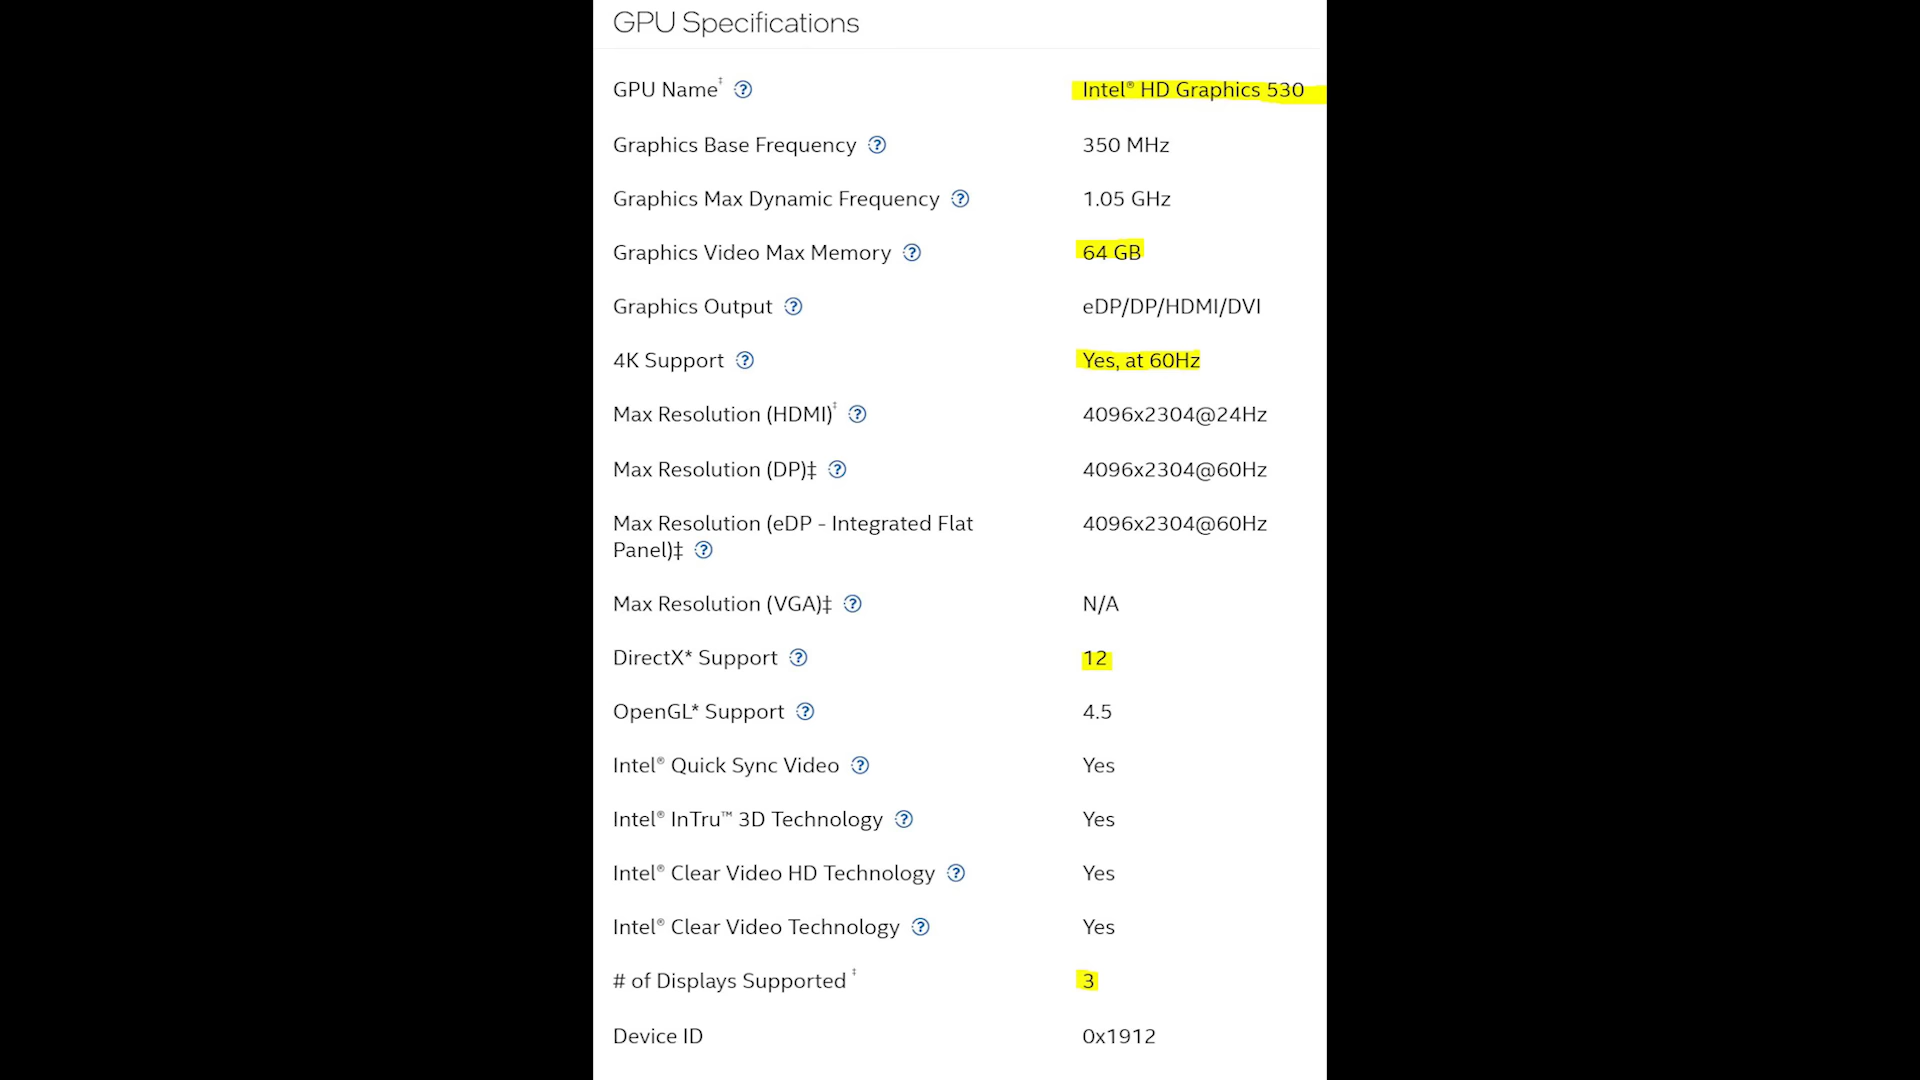 GPU Specifications
GPU Name‡ Intel® HD Graphics 530
Graphics Base Frequency 350 MHz
Graphics Max Dynamic Frequency 1.05 GHz
Graphics Video Max Memory 64 GB
Graphics Output eDP/DP/HDMI/DVI
4K Support Yes, at 60Hz
Max Resolution (HDMI)‡ 4096x2304@24Hz
Max Resolution (DP)‡ 4096x2304@60Hz
Max Resolution (eDP - Integrated Flat 4096x2304@60Hz
Panel)‡
Max Resolution (VGA)‡ N/A
DirectX* Support 12
OpenGL* Support 4.5
Intel® Quick Sync Video Yes
Intel® InTru™ 3D Technology Yes
Intel® Clear Video HD Technology Yes
Intel® Clear Video Technology Yes
# of Displays Supported ‡ 3
Device ID 0x1912